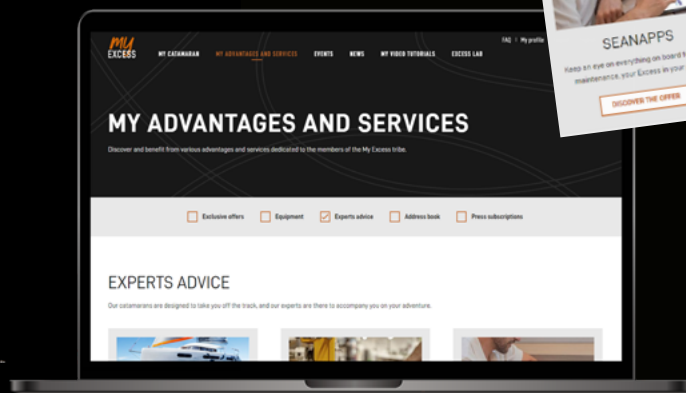 FAQ | My profile
MY EXCESS
MY CATAMARAN MY ADVANTAGES AND SERVICES EVENTS NEWS MY VIDEO TUTORIALS EXCESS LAB
MY ADVANTAGES AND SERVICES
Discover and benefit from various advantages and services dedicated to the members of the My Excess tribe.
Exclusive offers Equipment Experts advice Address book Press subscriptions
EXPERTS ADVICE
Our catamarans are designed to take you off the track, and our experts are there to accompany you on your adventure.
SEANAPPS
Keep an eye on everything on board
maintenance, your Excess in your
DISCOVER THE OFFER